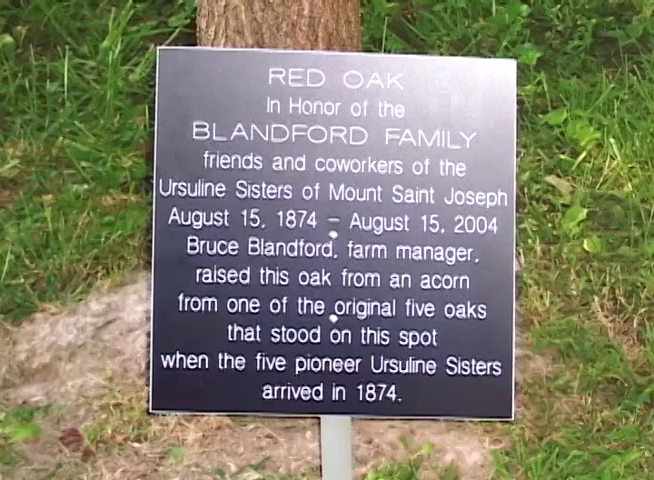 RED OAK
In Honor of the
BLANDFORD FAMILY
friends and coworkers of the
Ursuline Sisters of Mount Saint Joseph
August 15, 1874 – August 15, 2004
Bruce Blandford, farm manager,
raised this oak from an acorn
from one of the original five oaks
that stood on this spot
when the five pioneer Ursuline Sisters
arrived in 1874.